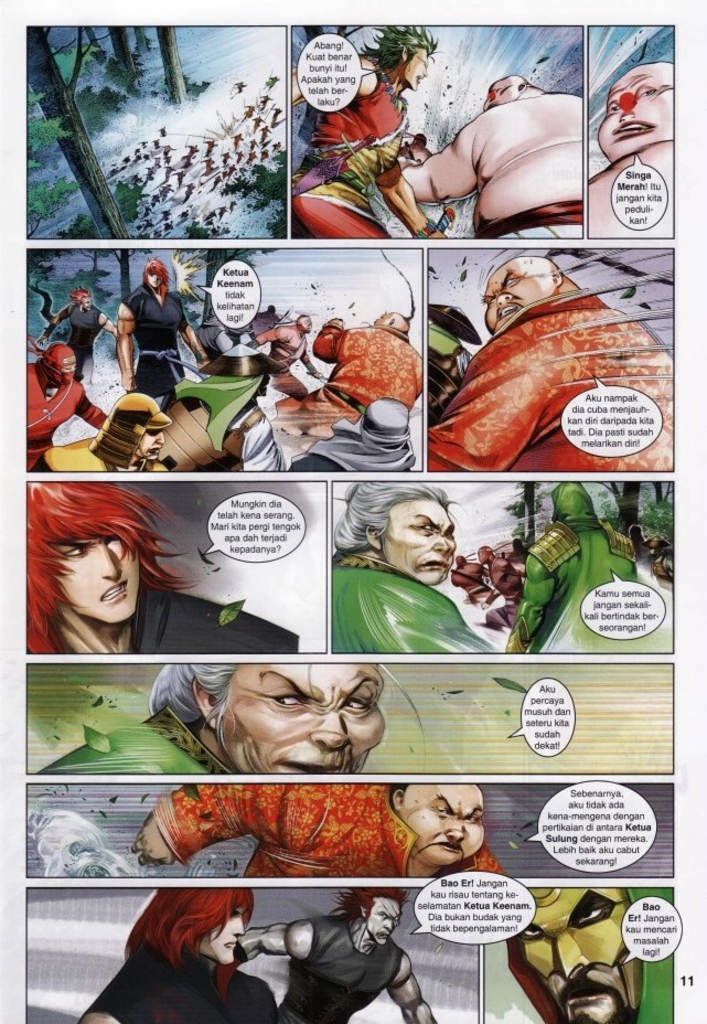 Abang!
Kuat benar
bunyi itu!
Apakah yang
telah ber-
laku?
Singa
Merah! Itu
jangan kita
peduli-
kan!
Ketua
Keenam
tidak
kelihatan
lagi!
Aku nampak
dia cuba menjauh-
kan diri daripada kita
tadi. Dia pasti sudah
melarikan diri!
Mungkin dia
telah kena serang.
Mari kita pergi tengok
apa dah terjadi
kepadanya?
Kamu semua
jangan sekali-
kali bertindak ber-
seorangan!
Aku
percaya
musuh dan
seteru kita
sudah
dekat!
Sebenarnya,
aku tidak ada
kena-mengena dengan
pertikaian di antara Ketua
Sulung dengan mereka.
Lebih baik aku cabut
sekarang!
Bao Er! Jangan
kau risau tentang ke-
selamatan Ketua Keenam.
Dia bukan budak yang
tidak bepengalaman!
Bao
Er! Jangan
kau mencari
masalah
lagi!
11